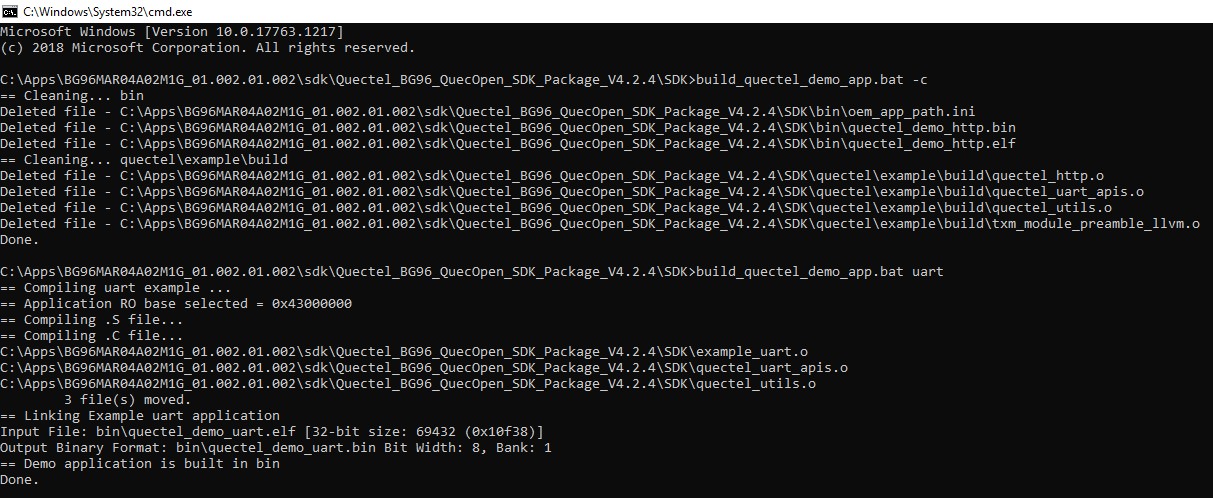 C:\Windows\System32\cmd.exe
Microsoft Windows [Version 10.0.17763.1217]
(c) 2018 Microsoft Corporation. All rights reserved.
C:\Apps\BG96MAR04A02M1G_01.002.01.002\sdk\Quectel_BG96_QuecOpen_SDK_Package_V4.2.4\SDK>build_quectel_demo_app.bat -c
== Cleaning... bin
Deleted file - C:\Apps\BG96MAR04A02M1G_01.002.01.002\sdk\Quectel_BG96_QuecOpen_SDK_Package_V4.2.4\SDK\bin\oem_app_path.ini
Deleted file - C:\Apps\BG96MAR04A02M1G_01.002.01.002\sdk\Quectel_BG96_QuecOpen_SDK_Package_V4.2.4\SDK\bin\quectel_demo_http.bin
Deleted file - C:\Apps\BG96MAR04A02M1G_01.002.01.002\sdk\Quectel_BG96_QuecOpen_SDK_Package_V4.2.4\SDK\bin\quectel_demo_http.elf
== Cleaning... quectel\example\build
Deleted file - C:\Apps\BG96MAR04A02M1G_01.002.01.002\sdk\Quectel_BG96_QuecOpen_SDK_Package_V4.2.4\SDK\quectel\example\build\quectel_http.o
Deleted file - C:\Apps\BG96MAR04A02M1G_01.002.01.002\sdk\Quectel_BG96_QuecOpen_SDK_Package_V4.2.4\SDK\quectel\example\build\quectel_uart_apis.o
Deleted file - C:\Apps\BG96MAR04A02M1G_01.002.01.002\sdk\Quectel_BG96_QuecOpen_SDK_Package_V4.2.4\SDK\quectel\example\build\quectel_utils.o
Deleted file - C:\Apps\BG96MAR04A02M1G_01.002.01.002\sdk\Quectel_BG96_QuecOpen_SDK_Package_V4.2.4\SDK\quectel\example\build\txm_module_preamble_llvm.o
Done.
C:\Apps\BG96MAR04A02M1G_01.002.01.002\sdk\Quectel_BG96_QuecOpen_SDK_Package_V4.2.4\SDK>build_quectel_demo_app.bat uart
== Compiling uart example ...
== Application RO base selected = 0x43000000
== Compiling .S file...
== Compiling .C file...
C:\Apps\BG96MAR04A02M1G_01.002.01.002\sdk\Quectel_BG96_QuecOpen_SDK_Package_V4.2.4\SDK\example_uart.o
C:\Apps\BG96MAR04A02M1G_01.002.01.002\sdk\Quectel_BG96_QuecOpen_SDK_Package_V4.2.4\SDK\quectel_uart_apis.o
C:\Apps\BG96MAR04A02M1G_01.002.01.002\sdk\Quectel_BG96_QuecOpen_SDK_Package_V4.2.4\SDK\quectel_utils.o
3 file(s) moved.
== Linking Example uart application
Input File: bin\quectel_demo_uart.elf [32-bit size: 69432 (0x10f38)]
Output Binary Format: bin\quectel_demo_uart.bin Bit Width: 8, Bank: 1
== Demo application is built in bin
Done.